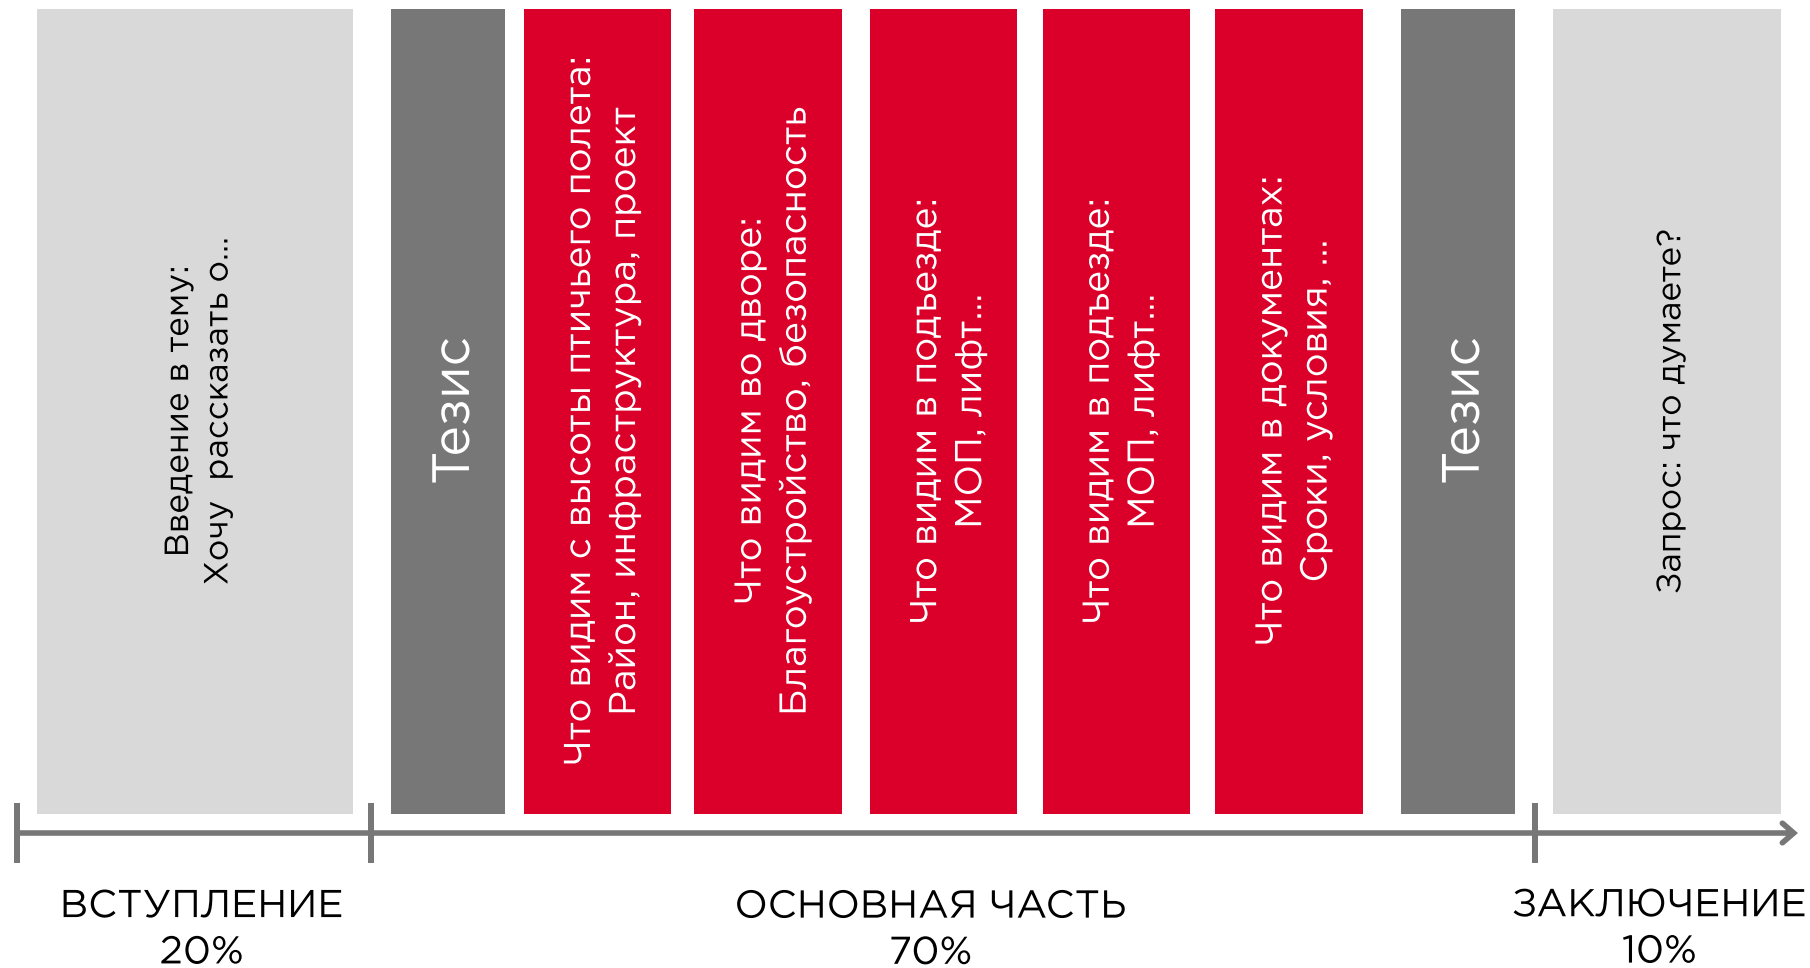 Введение в тему:
Хочу рассказать о...
Тезис
Что видим с высоты птичьего полета:
Район, инфраструктура, проект
Что видим во дворе:
Благоустройство, безопасность
Что видим в подъезде:
МОП, лифт...
Что видим в подъезде:
МОП, лифт...
Что видим в документах:
Сроки, условия, ...
Тезис
Запрос: что думаете?
ВСТУПЛЕНИЕ
20%
ОСНОВНАЯ ЧАСТЬ
70%
ЗАКЛЮЧЕНИЕ
10%